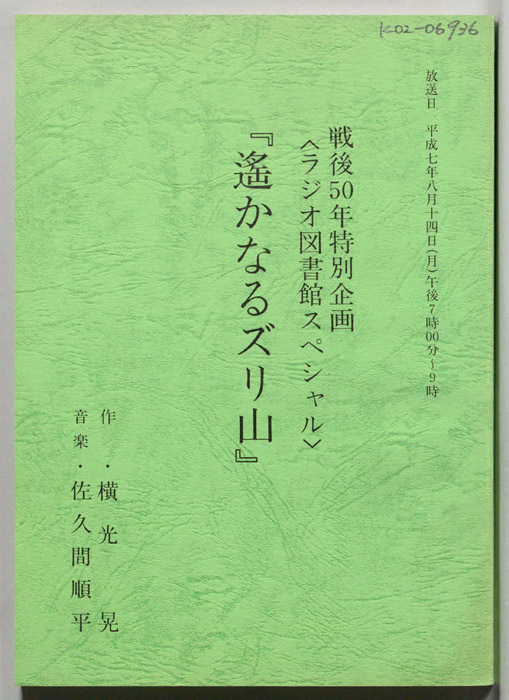 K02-06936
放送日 平成七年八月十四日(月)午後7時00分~9時
戦後50年特別企画
〈ラジオ図書館スペシャル〉
『遙かなるズリ山』
作・横光 晃
音楽・佐久間順平